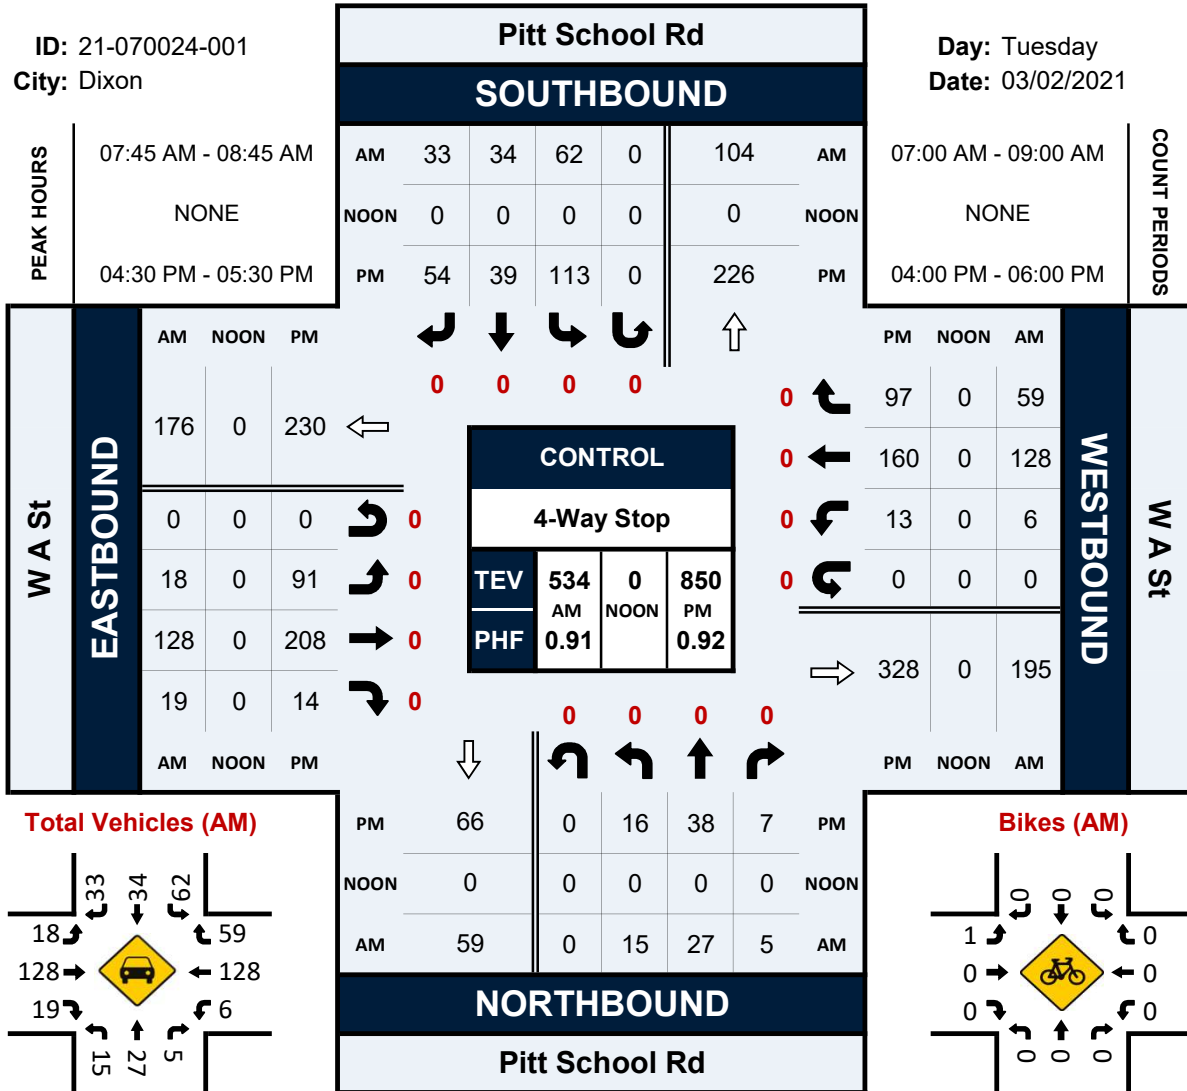 Pitt School Rd
ID: 21-070024-001
Day: Tuesday
City: Dixon
Date: 03/02/2021
SOUTHBOUND
PEAK HOURS
07:45 AM - 08:45 AM
NONE
04:30 PM - 05:30 PM
AM 33 34 62 0 104 AM
NOON 0 0 0 0 0 NOON
PM 54 39 113 0 226 PM
07:00 AM - 09:00 AM
NONE
04:00 PM - 06:00 PM
COUNT PERIODS
0 0 0 0
W A St
EASTBOUND
AM NOON PM
176 0 230
0 0 0 0
18 0 91 0
128 0 208 0
19 0 14 0
AM NOON PM
CONTROL
4-Way Stop
TEV 534 0 850
AM NOON PM
PHF 0.91 0.92
PM NOON AM
0 97 0 59
0 160 0 128
0 13 0 6
0 0 0 0
328 0 195
PM NOON AM
WESTBOUND
W A St
0 0 0 0
PM 66 0 16 38 7 PM
NOON 0 0 0 0 0 NOON
AM 59 0 15 27 5 AM
NORTHBOUND
Pitt School Rd
Total Vehicles (AM)
33 34 62
18 59
128 128
19 6
15 27 5
Bikes (AM)
0 0 0
1 0
0 0
0 0
0 0 0